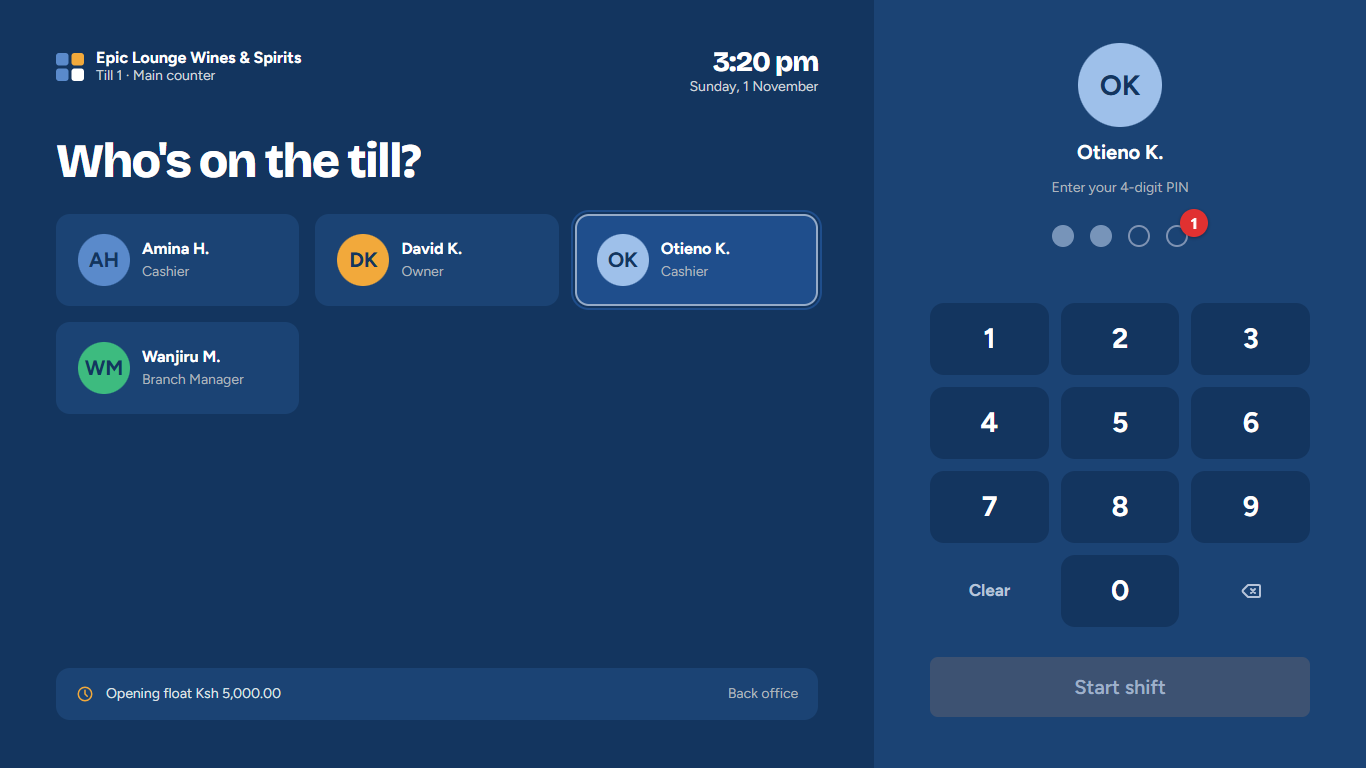 Epic Lounge Wines & Spirits
Till 1 · Main counter
3:20 pm
Sunday, 1 November
Who's on the till?
AH
Amina H.
Cashier
DK
David K.
Owner
OK
Otieno K.
Cashier
WM
Wanjiru M.
Branch Manager
Opening float Ksh 5,000.00
Back office
OK
Otieno K.
Enter your 4-digit PIN
1
1 2 3
4 5 6
7 8 9
Clear 0
Start shift